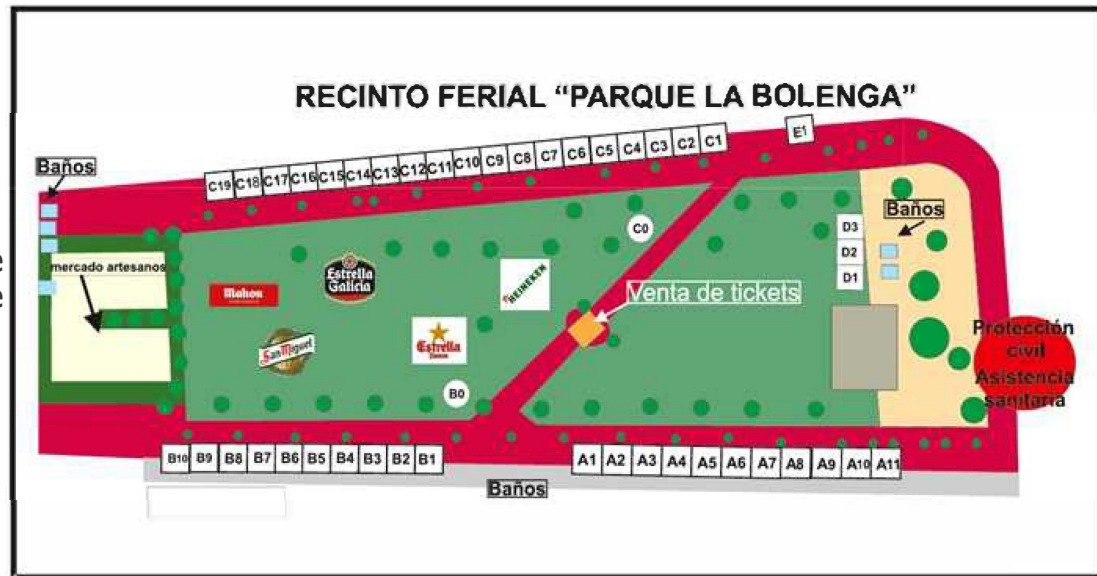 RECINTO FERIAL “PARQUE LA BOLENGA”
E1
C19 C18 C17 C16 C15 C14 C13 C12 C11 C10 C9 C8 C7 C6 C5 C4 C3 C2 C1
Baños
Baños
C0
D3
D2
D1
mercado artesanos
Mahou
Estrella
Galicia
HEINEKEN
Venta de tickets
San Miguel
Estrella
Damm
Protección
civil
Asistencia
sanitaria
B0
B10 B9 B8 B7 B6 B5 B4 B3 B2 B1
A1 A2 A3 A4 A5 A6 A7 A8 A9 A10 A11
Baños